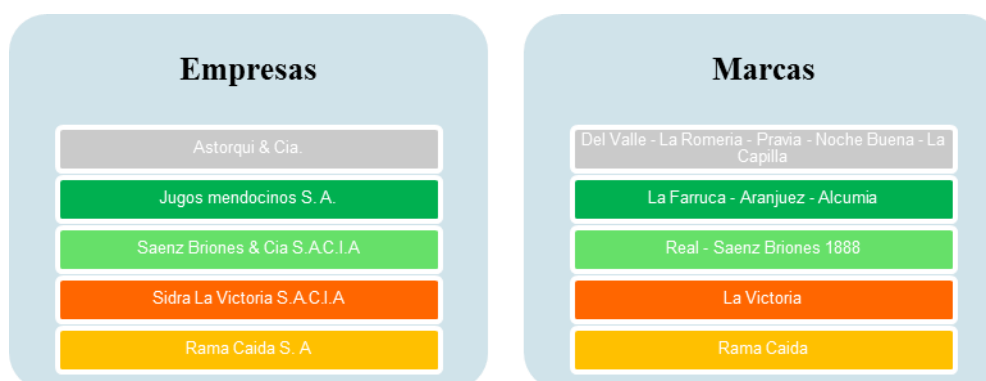 Empresas
Astorqui & Cia.
Jugos mendocinos S. A.
Saenz Briones & Cia S.A.C.I.A
Sidra La Victoria S.A.C.I.A
Rama Caida S. A
Marcas
Del Valle - La Romeria - Pravia - Noche Buena - La
Capilla
La Farruca - Aranjuez - Alcumia
Real - Saenz Briones 1888
La Victoria
Rama Caida